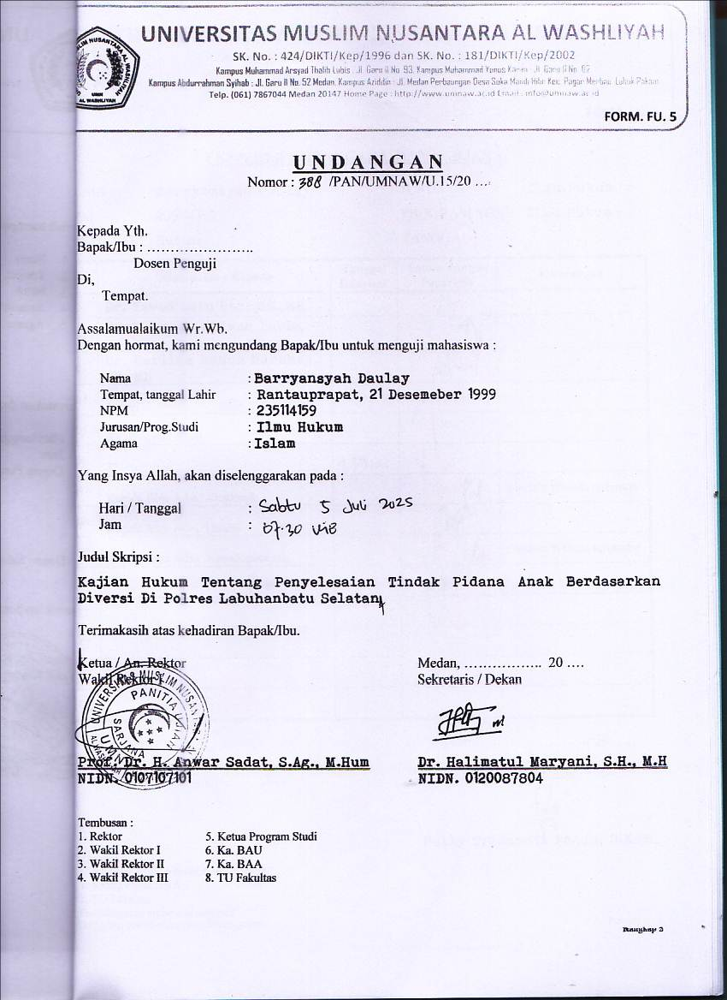 UNIVERSITAS MUSLIM NUSANTARA AL WASHLIYAH
SK. No. : 424/DIKTI/Kep/1996 dan SK. No. : 181/DIKTI/Kep/2002
Kampus Muhammad Arsyad Thalib Lubis : Jl. Garu II No. 93, Kampus Muhammad Yunus Karim : Jl. Garu II No.
Kampus Abdurrahman Syihab : Jl. Garu II No. 52 Medan, Kampus Aziddin : Jl. Medan Perbaungan Desa Suka Mandi Hilir Kec. Pagar Merbau, Lubuk Pakam
Telp. (061) 7867044 Medan 20147 Home Page : http://www.umnaw.ac.id Email : info@umnaw.ac.id
FORM. FU. 5
UNDANGAN
Nomor : 388 /PAN/UMNAW/U.15/20 ....
Kepada Yth.
Bapak/Ibu : .......................
Dosen Penguji
Di,
Tempat.
Assalamualaikum Wr.Wb.
Dengan hormat, kami mengundang Bapak/Ibu untuk menguji mahasiswa :
Nama : Barryansyah Daulay
Tempat, tanggal Lahir : Rantauprapat, 21 Desemeber 1999
NPM : 235114159
Jurusan/Prog.Studi : Ilmu Hukum
Agama : Islam
Yang Insya Allah, akan diselenggarakan pada :
Hari / Tanggal : Sabtu 5 Juli 2025
Jam : 07.30 WIB
Judul Skripsi :
Kajian Hukum Tentang Penyelesaian Tindak Pidana Anak Berdasarkan
Diversi Di Polres Labuhanbatu Selatan
Terimakasih atas kehadiran Bapak/Ibu.
Ketua / An. Rektor
Wakil Rektor I
Medan, ................. 20 ....
Sekretaris / Dekan
UNIVERSITAS MUSLIM NUSANTARA
PANITIA UJIAN
SARJANA
UMN
Prof. Dr. H. Anwar Sadat, S.Ag., M.Hum
NIDN. 0107107101
Dr. Halimatul Maryani, S.H., M.H
NIDN. 0120087804
Tembusan :
1. Rektor
2. Wakil Rektor I
3. Wakil Rektor II
4. Wakil Rektor III
5. Ketua Program Studi
6. Ka. BAU
7. Ka. BAA
8. TU Fakultas
Rangkap 3